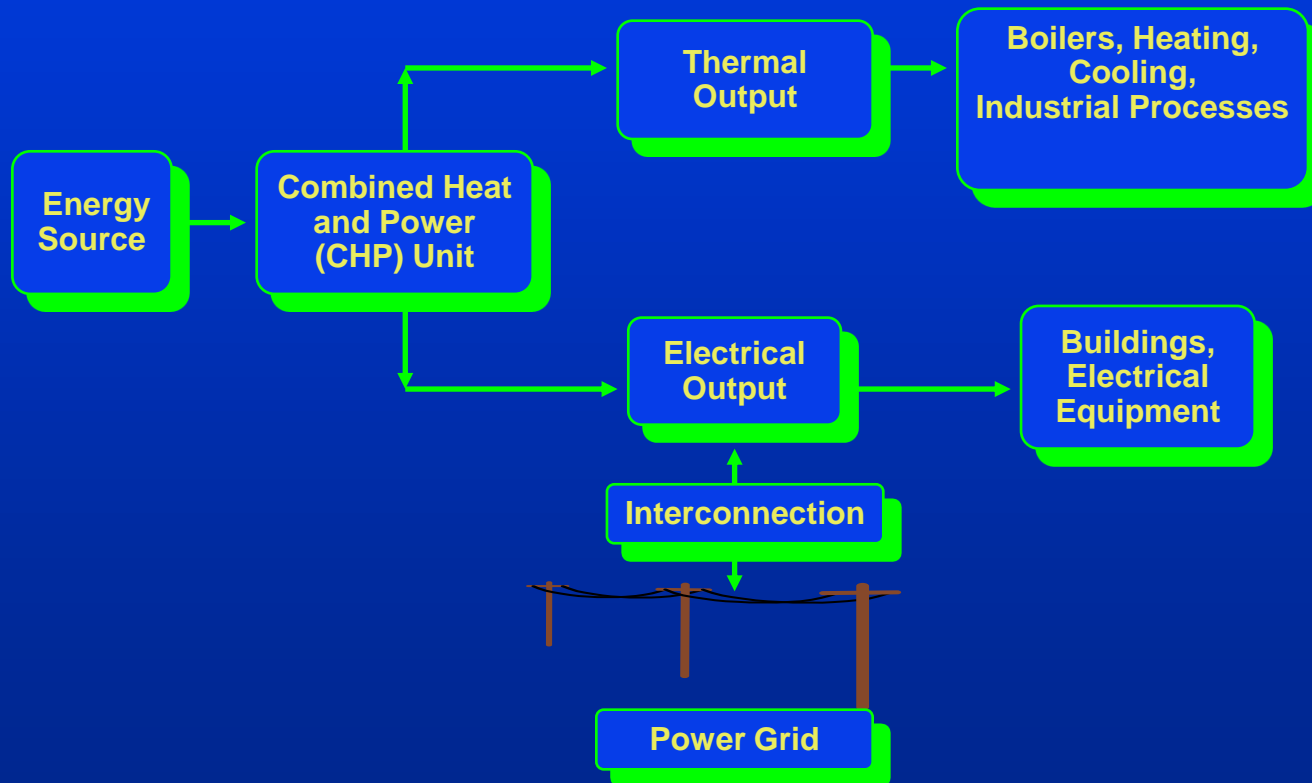 Thermal
Output
Boilers, Heating,
Cooling,
Industrial Processes
Energy
Source
Combined Heat
and Power
(CHP) Unit
Electrical
Output
Buildings,
Electrical
Equipment
Interconnection
Power Grid